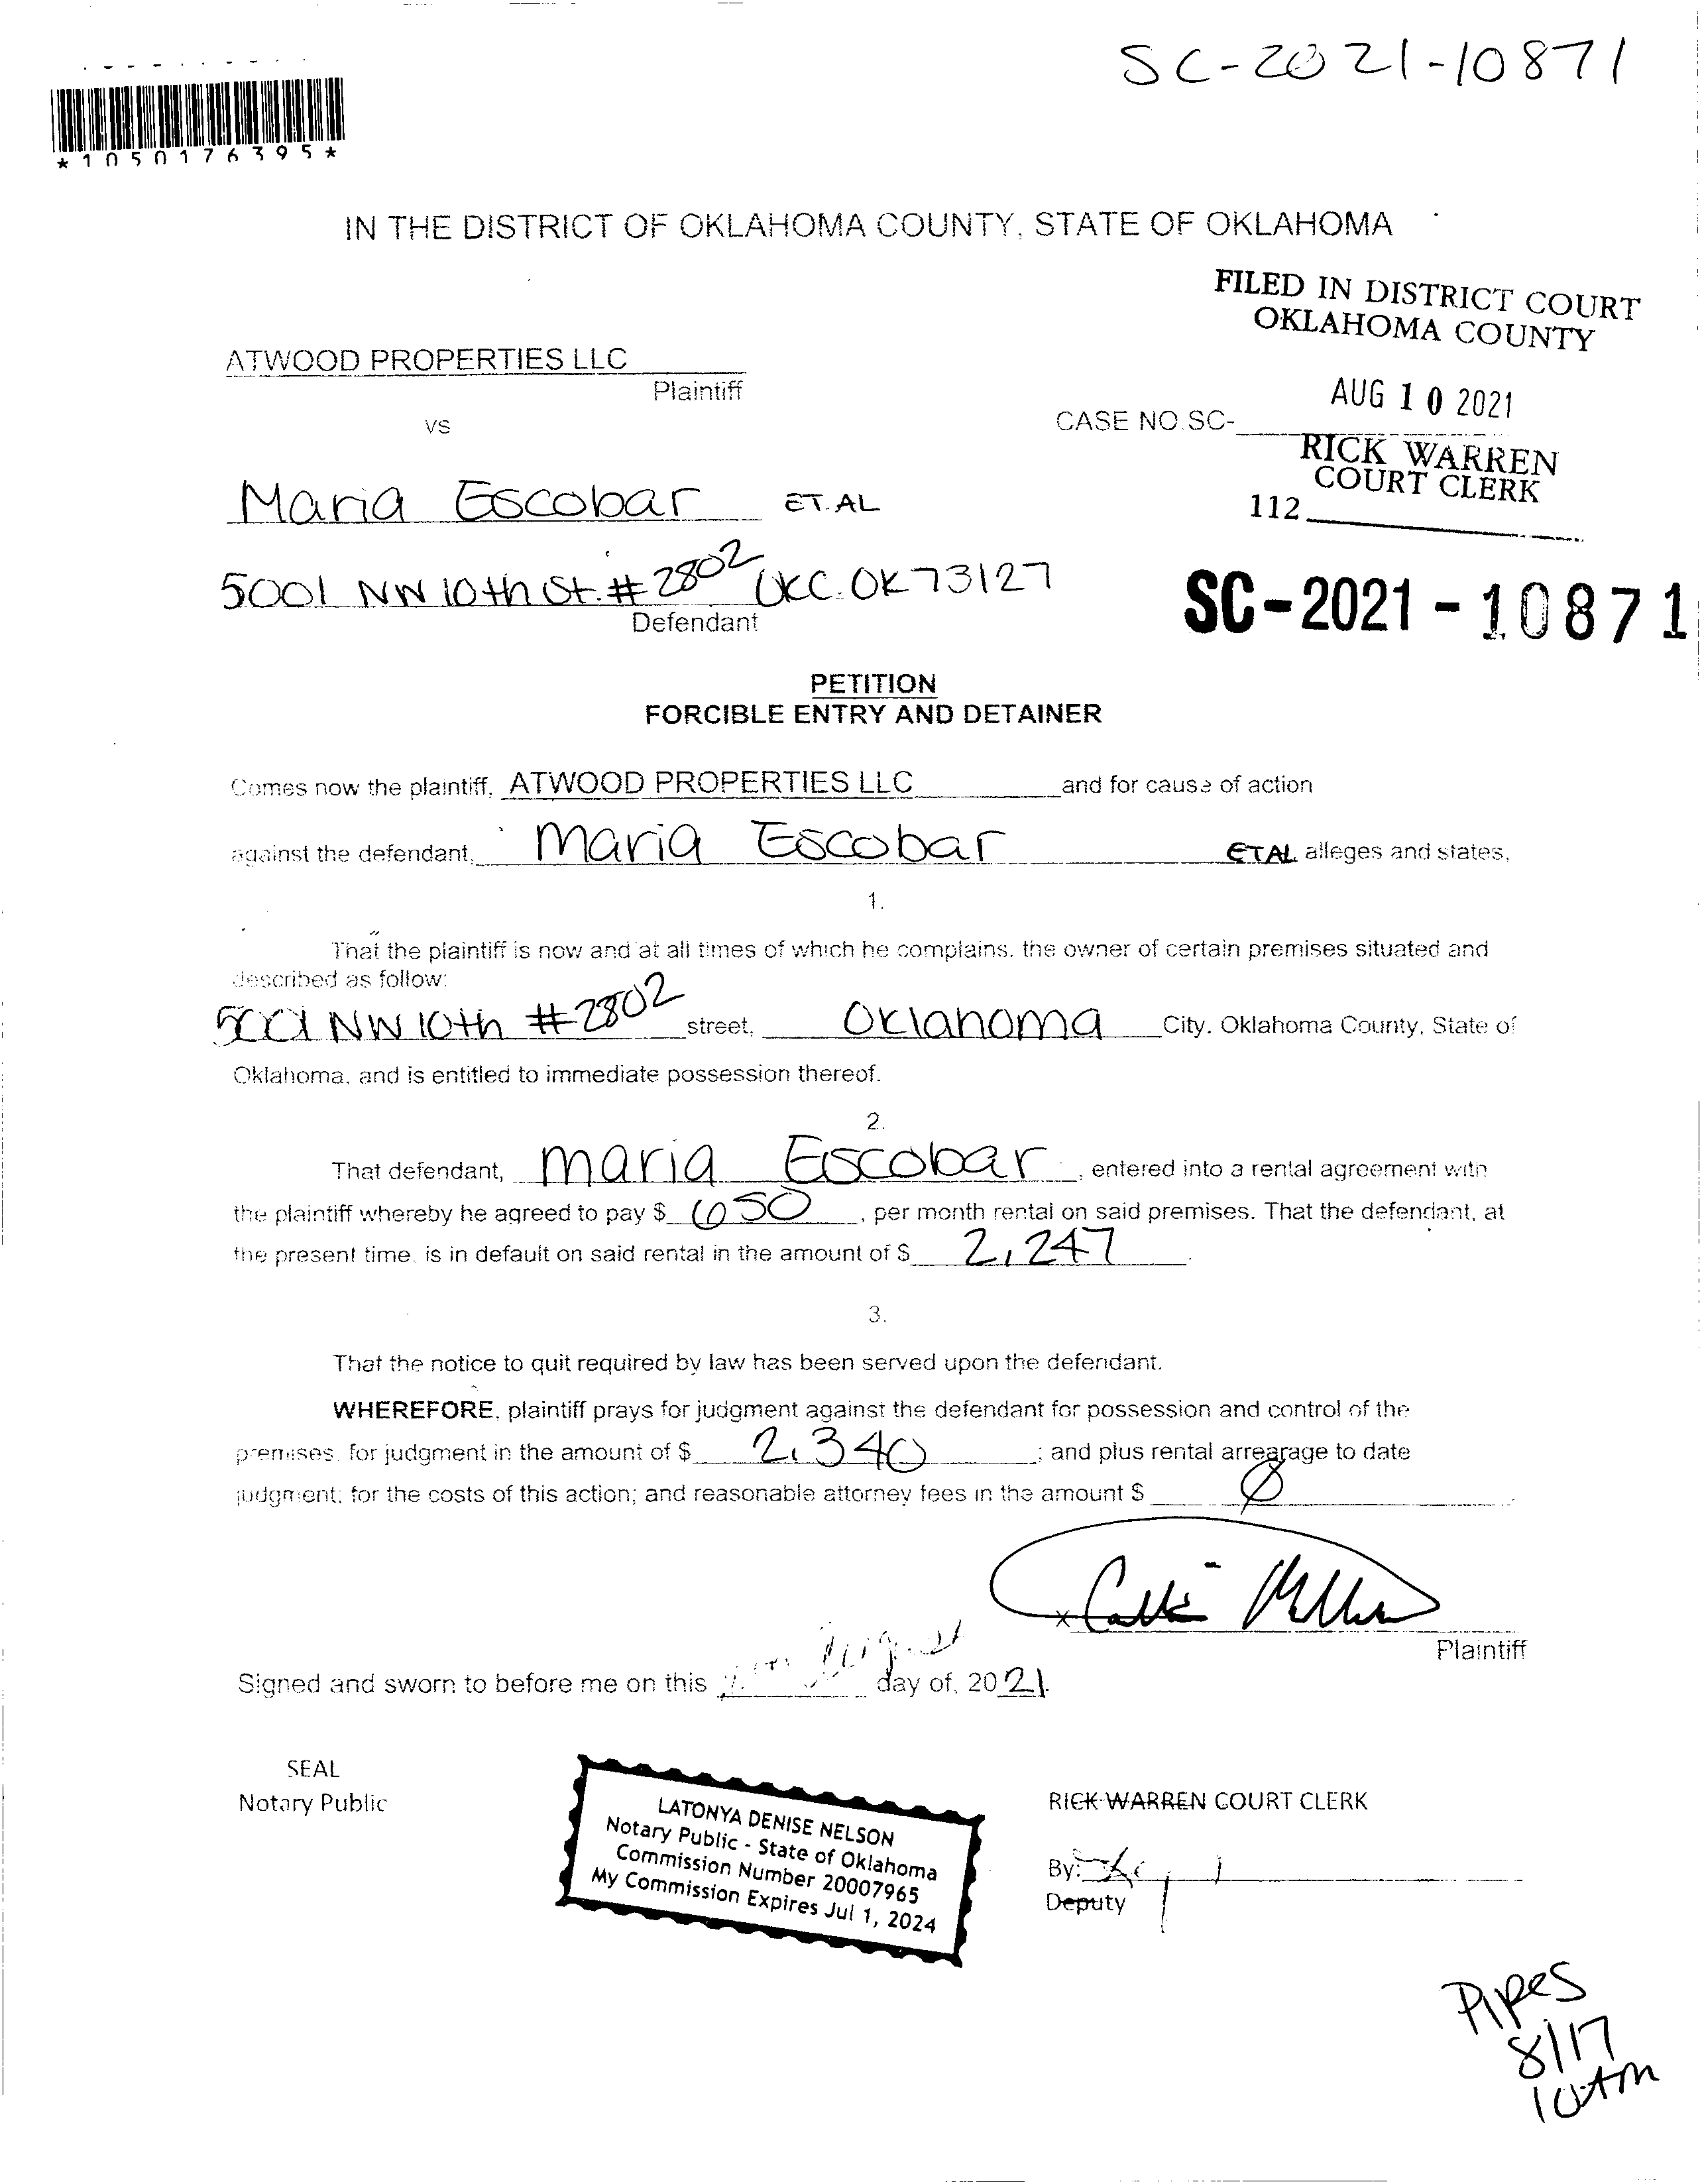 SC-2021-10871
*1050176395*
IN THE DISTRICT OF OKLAHOMA COUNTY, STATE OF OKLAHOMA
FILED IN DISTRICT COURT
OKLAHOMA COUNTY
ATWOOD PROPERTIES LLC
Plaintiff
AUG 10 2021
vs
CASE NO.SC-
RICK WARREN
COURT CLERK
Maria Escobar ET.AL
112
5001 NW 10th St. #2802 OKC. OK 73127
Defendant
SC-2021-10871
PETITION
FORCIBLE ENTRY AND DETAINER
Comes now the plaintiff, ATWOOD PROPERTIES LLC and for cause of action
against the defendant, Maria Escobar ETAL alleges and states,
1.
That the plaintiff is now and at all times of which he complains, the owner of certain premises situated and
described as follow:
5001 NW 10th #2802 street, Oklahoma City, Oklahoma County, State of
Oklahoma, and is entitled to immediate possession thereof.
2.
That defendant, Maria Escobar, entered into a rental agreement with
the plaintiff whereby he agreed to pay $ 650, per month rental on said premises. That the defendant, at
the present time, is in default on said rental in the amount of $ 2,247.
3.
That the notice to quit required by law has been served upon the defendant.
WHEREFORE, plaintiff prays for judgment against the defendant for possession and control of the
premises, for judgment in the amount of $ 2,340; and plus rental arrearage to date
judgment; for the costs of this action; and reasonable attorney fees in the amount $ 0
x
Plaintiff
August
Signed and sworn to before me on this day of, 2021.
SEAL
Notary Public
LATONYA DENISE NELSON
Notary Public - State of Oklahoma
Commission Number 20007965
My Commission Expires Jul 1, 2024
RICK WARREN COURT CLERK
By:
Deputy
Pipes
8/17
10AM